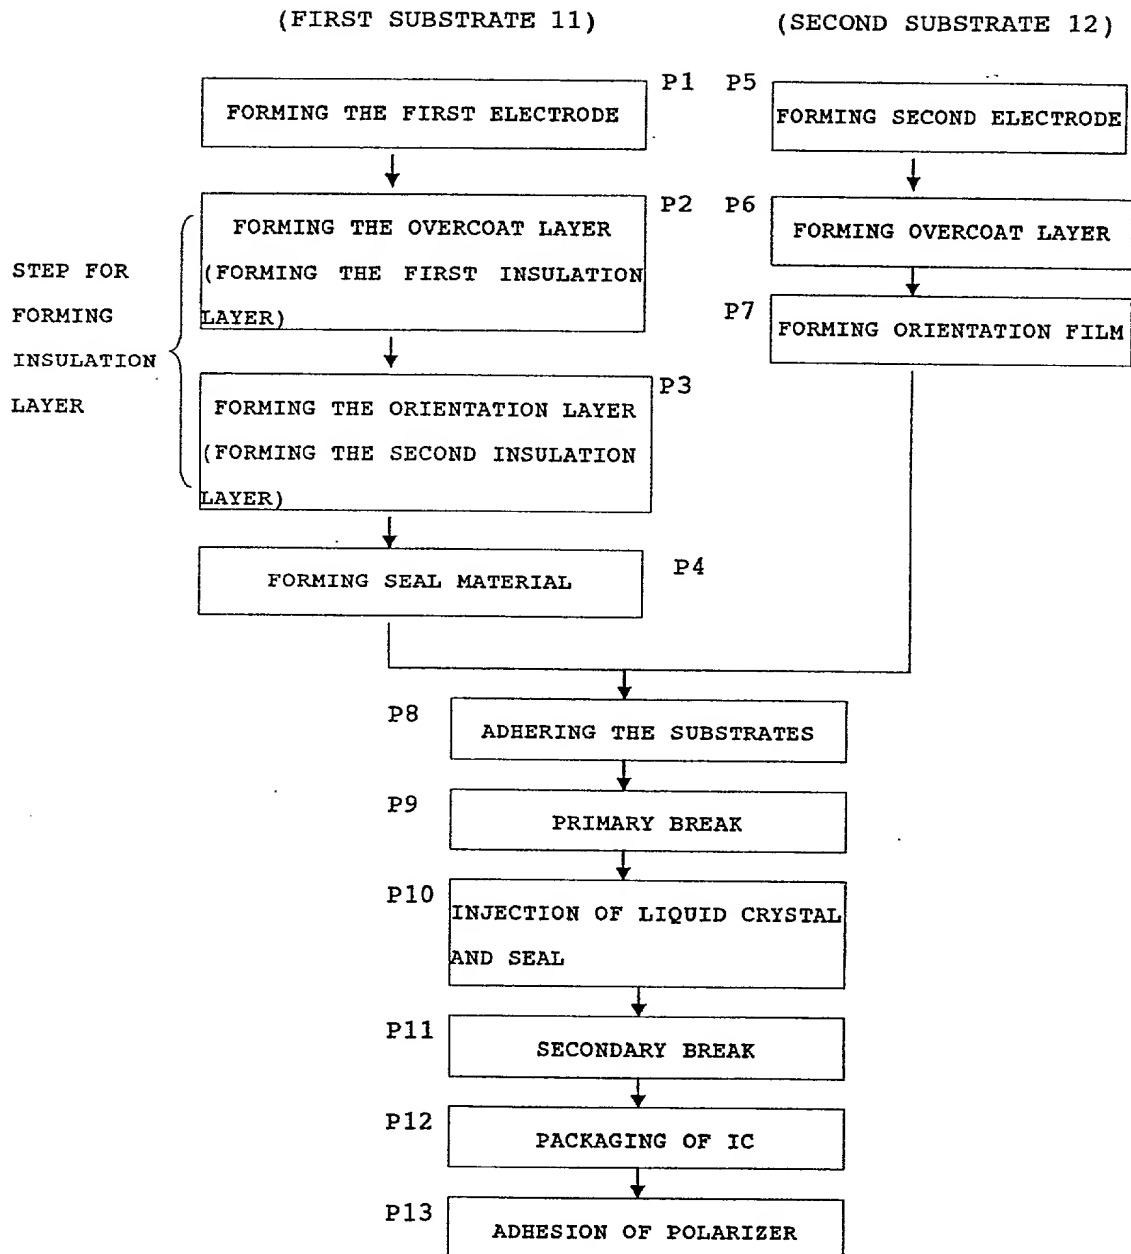 (FIRST SUBSTRATE 11)
(SECOND SUBSTRATE 12)
P1
FORMING THE FIRST ELECTRODE
P2
FORMING THE OVERCOAT LAYER
(FORMING THE FIRST INSULATION
LAYER)
STEP FOR
FORMING
INSULATION
LAYER
P3
FORMING THE ORIENTATION LAYER
(FORMING THE SECOND INSULATION
LAYER)
P4
FORMING SEAL MATERIAL
P5
FORMING SECOND ELECTRODE
P6
FORMING OVERCOAT LAYER
P7
FORMING ORIENTATION FILM
P8
ADHERING THE SUBSTRATES
P9
PRIMARY BREAK
P10
INJECTION OF LIQUID CRYSTAL
AND SEAL
P11
SECONDARY BREAK
P12
PACKAGING OF IC
P13
ADHESION OF POLARIZER